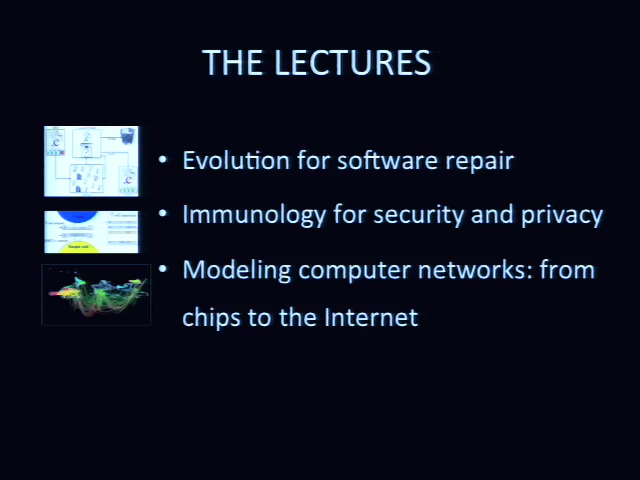 THE LECTURES
• Evolution for software repair
• Immunology for security and privacy
• Modeling computer networks: from
chips to the Internet